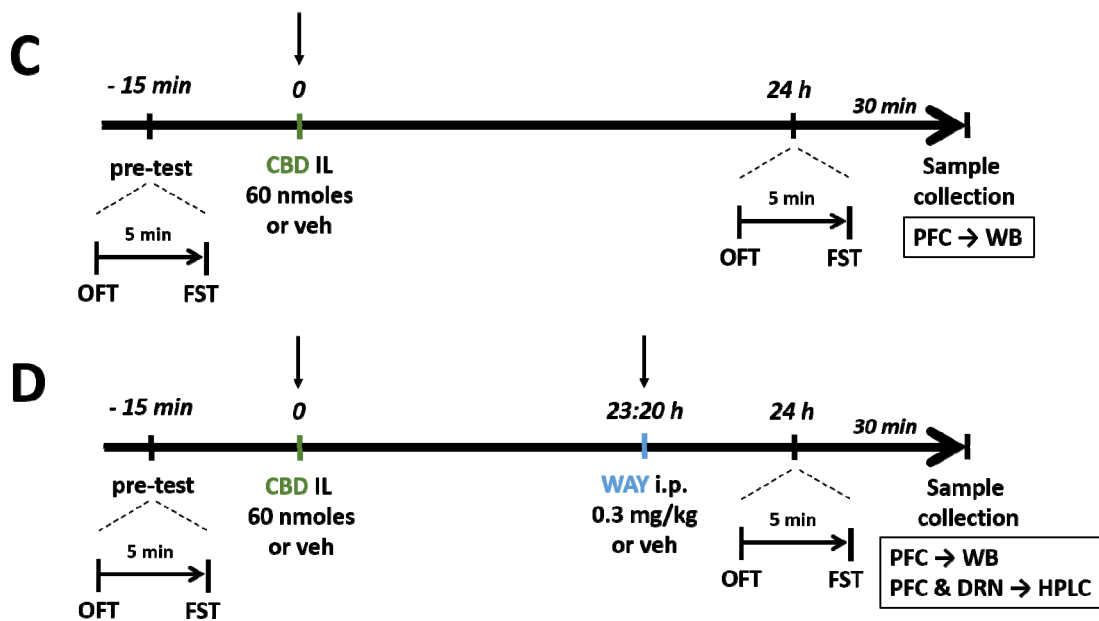 C
- 15 min
0
24 h
30 min
pre-test
CBD IL
60 nmoles
or veh
Sample
collection
5 min
OFT
FST
5 min
OFT
FST
PFC → WB
D
- 15 min
0
23:20 h
24 h
30 min
pre-test
CBD IL
60 nmoles
or veh
WAY i.p.
0.3 mg/kg
or veh
Sample
collection
5 min
OFT
FST
5 min
OFT
FST
PFC → WB
PFC & DRN → HPLC